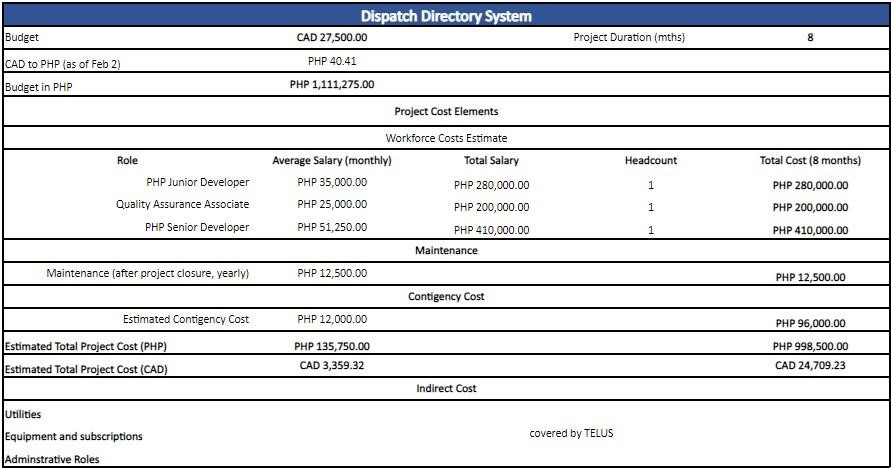 Dispatch Directory System
Budget CAD 27,500.00 Project Duration (mths) 8
CAD to PHP (as of Feb 2) PHP 40.41
Budget in PHP PHP 1,111,275.00
Project Cost Elements
Workforce Costs Estimate
Role Average Salary (monthly) Total Salary Headcount Total Cost (8 months)
PHP Junior Developer PHP 35,000.00 PHP 280,000.00 1 PHP 280,000.00
Quality Assurance Associate PHP 25,000.00 PHP 200,000.00 1 PHP 200,000.00
PHP Senior Developer PHP 51,250.00 PHP 410,000.00 1 PHP 410,000.00
Maintenance
Maintenance (after project closure, yearly) PHP 12,500.00 PHP 12,500.00
Contigency Cost
Estimated Contigency Cost PHP 12,000.00 PHP 96,000.00
Estimated Total Project Cost (PHP) PHP 135,750.00 PHP 998,500.00
Estimated Total Project Cost (CAD) CAD 3,359.32 CAD 24,709.23
Indirect Cost
Utilities
Equipment and subscriptions covered by TELUS
Adminstrative Roles